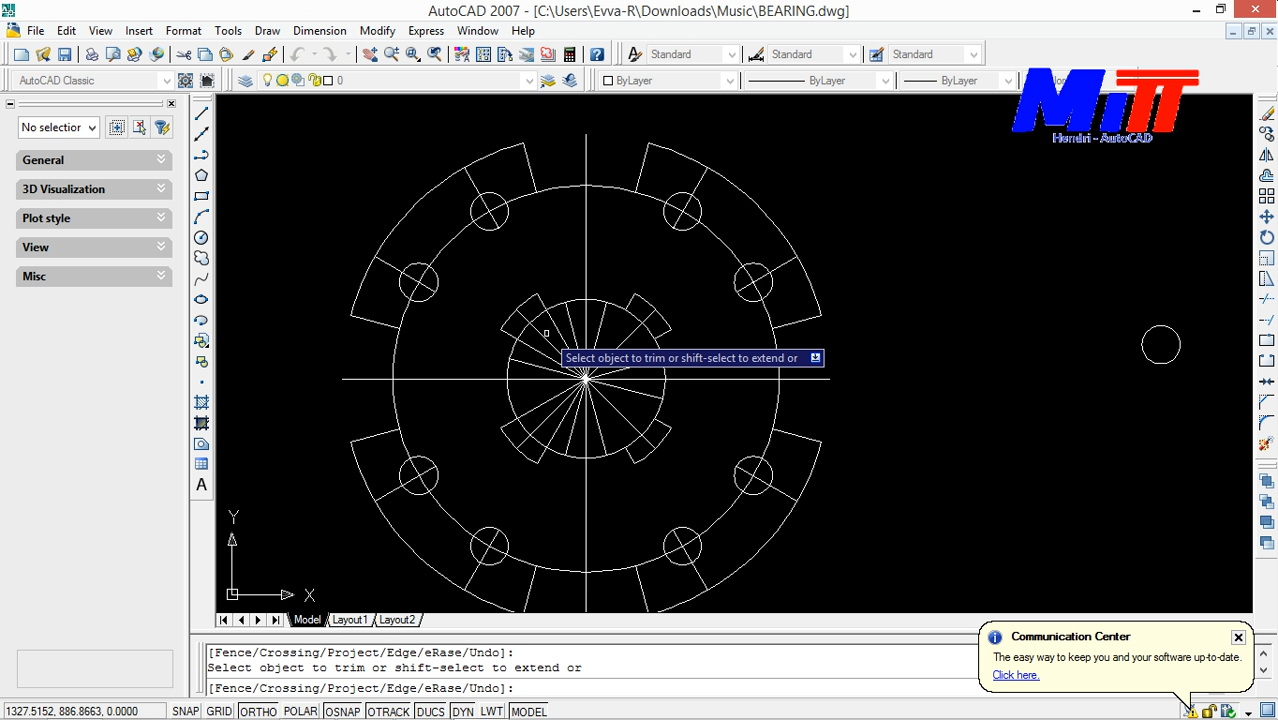 AutoCAD 2007 - [C:\Users\Evva-R\Downloads\Music\BEARING.dwg]
File Edit View Insert Format Tools Draw Dimension Modify Express Window Help
Standard Standard Standard
AutoCAD Classic 0 ByLayer ByLayer ByLayer
MiTT
Hendri - AutoCAD
No selectior
General
3D Visualization
Plot style
View
Misc
Select object to trim or shift-select to extend or
A
Y
X
Model Layout1 Layout2
[Fence/Crossing/Project/Edge/eRase/Undo]:
Select object to trim or shift-select to extend or
[Fence/Crossing/Project/Edge/eRase/Undo]:
Communication Center
The easy way to keep you and your software up-to-date.
Click here.
1327.5152, 886.8663, 0.0000 SNAP GRID ORTHO POLAR OSNAP OTRACK DUCS DYN LWT MODEL